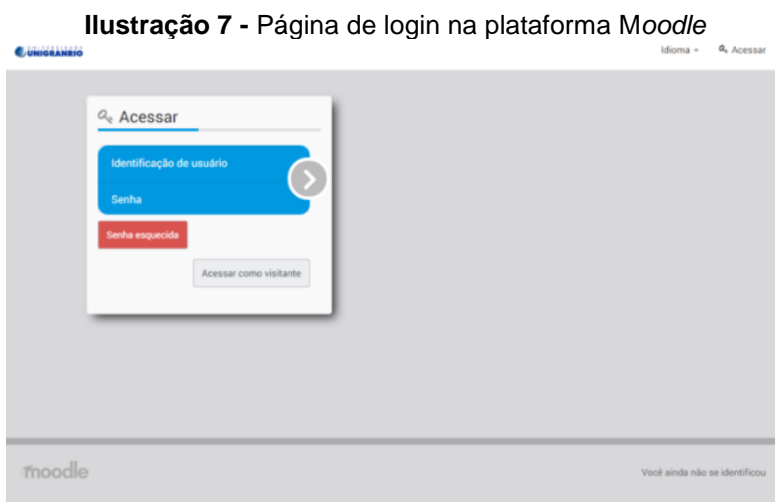 Ilustração 7 - Página de login na plataforma Moodle
UNIVERSIDADE
UNIGRANRIO
Idioma
Acessar
Acessar
Identificação de usuário
Senha
Senha esquecida
Acessar como visitante
moodle
Você ainda não se identificou